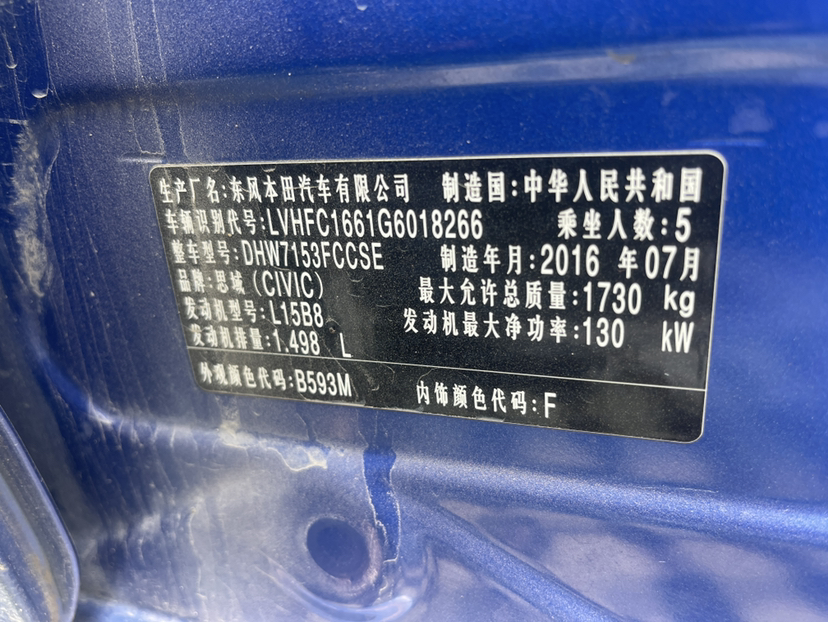 生产厂名:东风本田汽车有限公司 制造国:中华人民共和国
车辆识别代号:LVHFC1661G6018266 乘坐人数:5
整车型号:DHW7153FCCSE 制造年月:2016 年07月
品牌:思域(CIVIC) 最大允许总质量:1730 kg
发动机型号:L15B8 发动机最大净功率:130 kW
发动机排量:1.498 L
外观颜色代码:B593M 内饰颜色代码:F